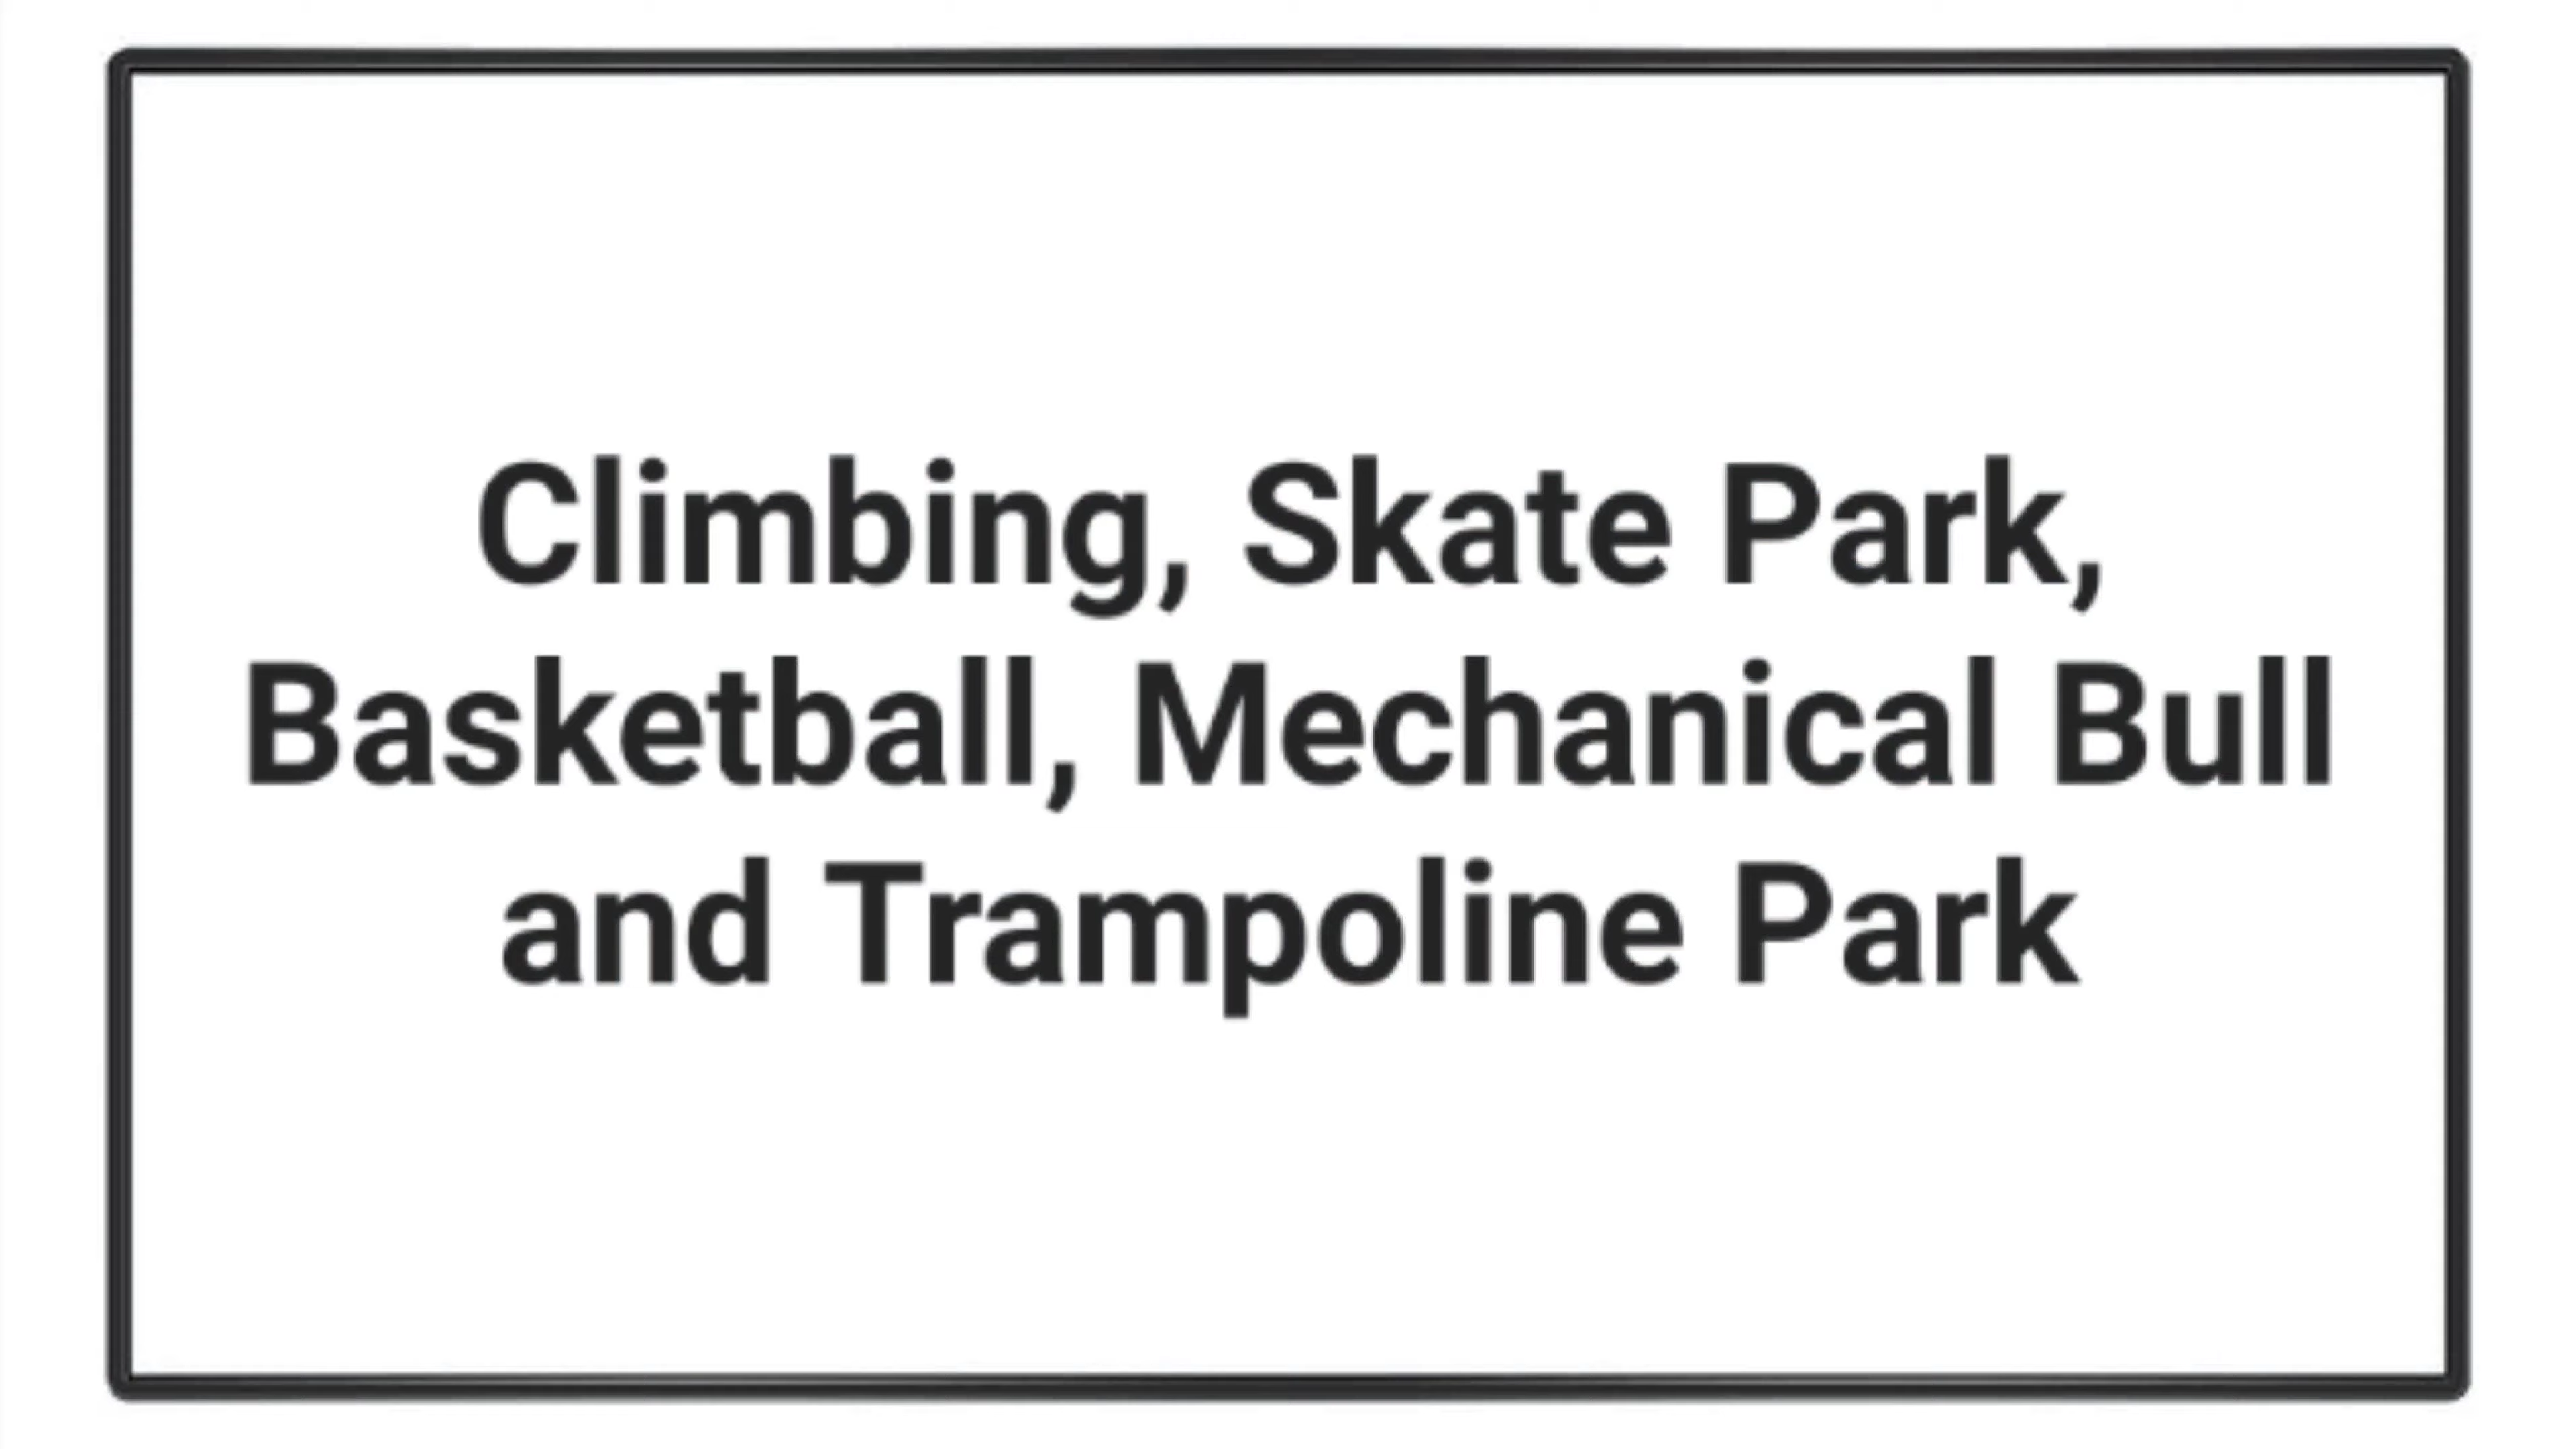 Climbing, Skate Park,
Basketball, Mechanical Bull
and Trampoline Park